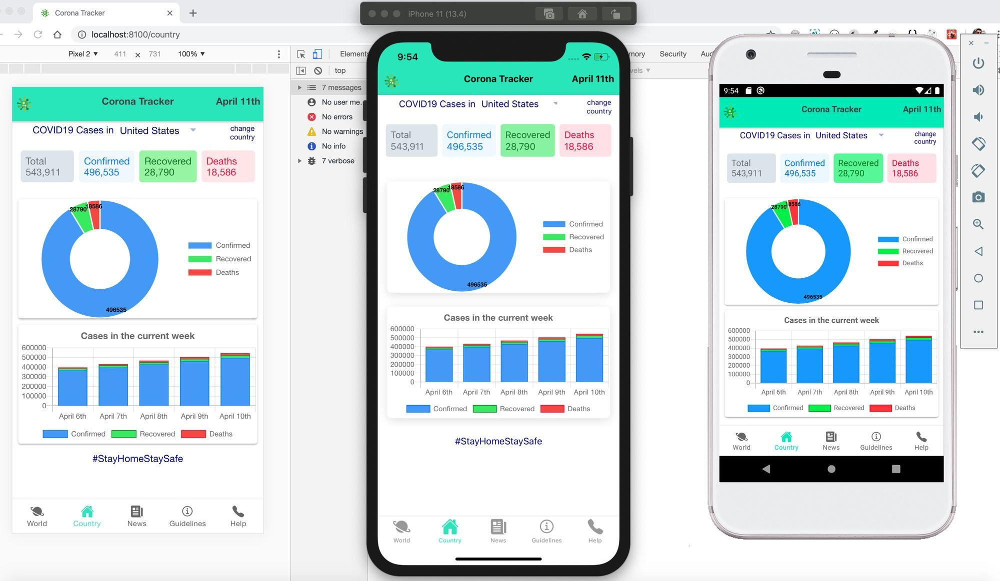 Corona Tracker
localhost:8100/country
Pixel 2
411
731
100%
Elements
Security
top
7 messages
No user me...
No errors
No warnings
No info
7 verbose
Corona Tracker
April 11th
COVID19 Cases in United States
change
country
Total
543,911
Confirmed
496,535
Recovered
28,790
Deaths
18,586
28790
18586
496535
Confirmed
Recovered
Deaths
Cases in the current week
600000
500000
400000
300000
200000
100000
0
April 6th
April 7th
April 8th
April 9th
April 10th
Confirmed
Recovered
Deaths
#StayHomeStaySafe
World
Country
News
Guidelines
Help
iPhone 11 (13.4)
9:54
Corona Tracker
April 11th
COVID19 Cases in United States
change
country
Total
543,911
Confirmed
496,535
Recovered
28,790
Deaths
18,586
28790
18586
496535
Confirmed
Recovered
Deaths
Cases in the current week
600000
500000
400000
300000
200000
100000
0
April 6th
April 7th
April 8th
April 9th
April 10th
Confirmed
Recovered
Deaths
#StayHomeStaySafe
World
Country
News
Guidelines
Help
9:54
Corona Tracker
April 11th
COVID19 Cases in United States
change
country
Total
543,911
Confirmed
496,535
Recovered
28,790
Deaths
18,586
28790
18586
496535
Confirmed
Recovered
Deaths
Cases in the current week
600000
500000
400000
300000
200000
100000
0
April 6th
April 7th
April 8th
April 9th
April 10th
Confirmed
Recovered
Deaths
World
Country
News
Guidelines
Help